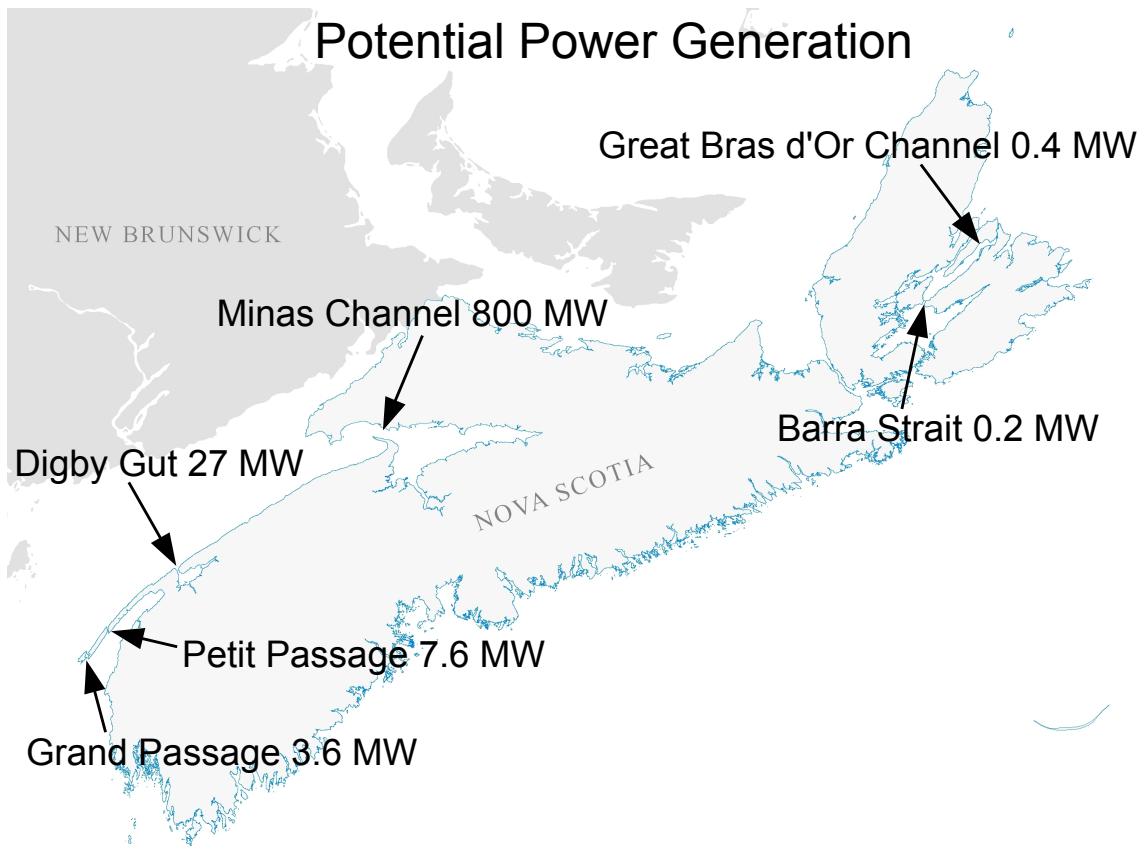 Potential Power Generation
Great Bras d'Or Channel 0.4 MW
NEW BRUNSWICK
Minas Channel 800 MW
Barra Strait 0.2 MW
Digby Gut 27 MW
NOVA SCOTIA
Petit Passage 7.6 MW
Grand Passage 3.6 MW